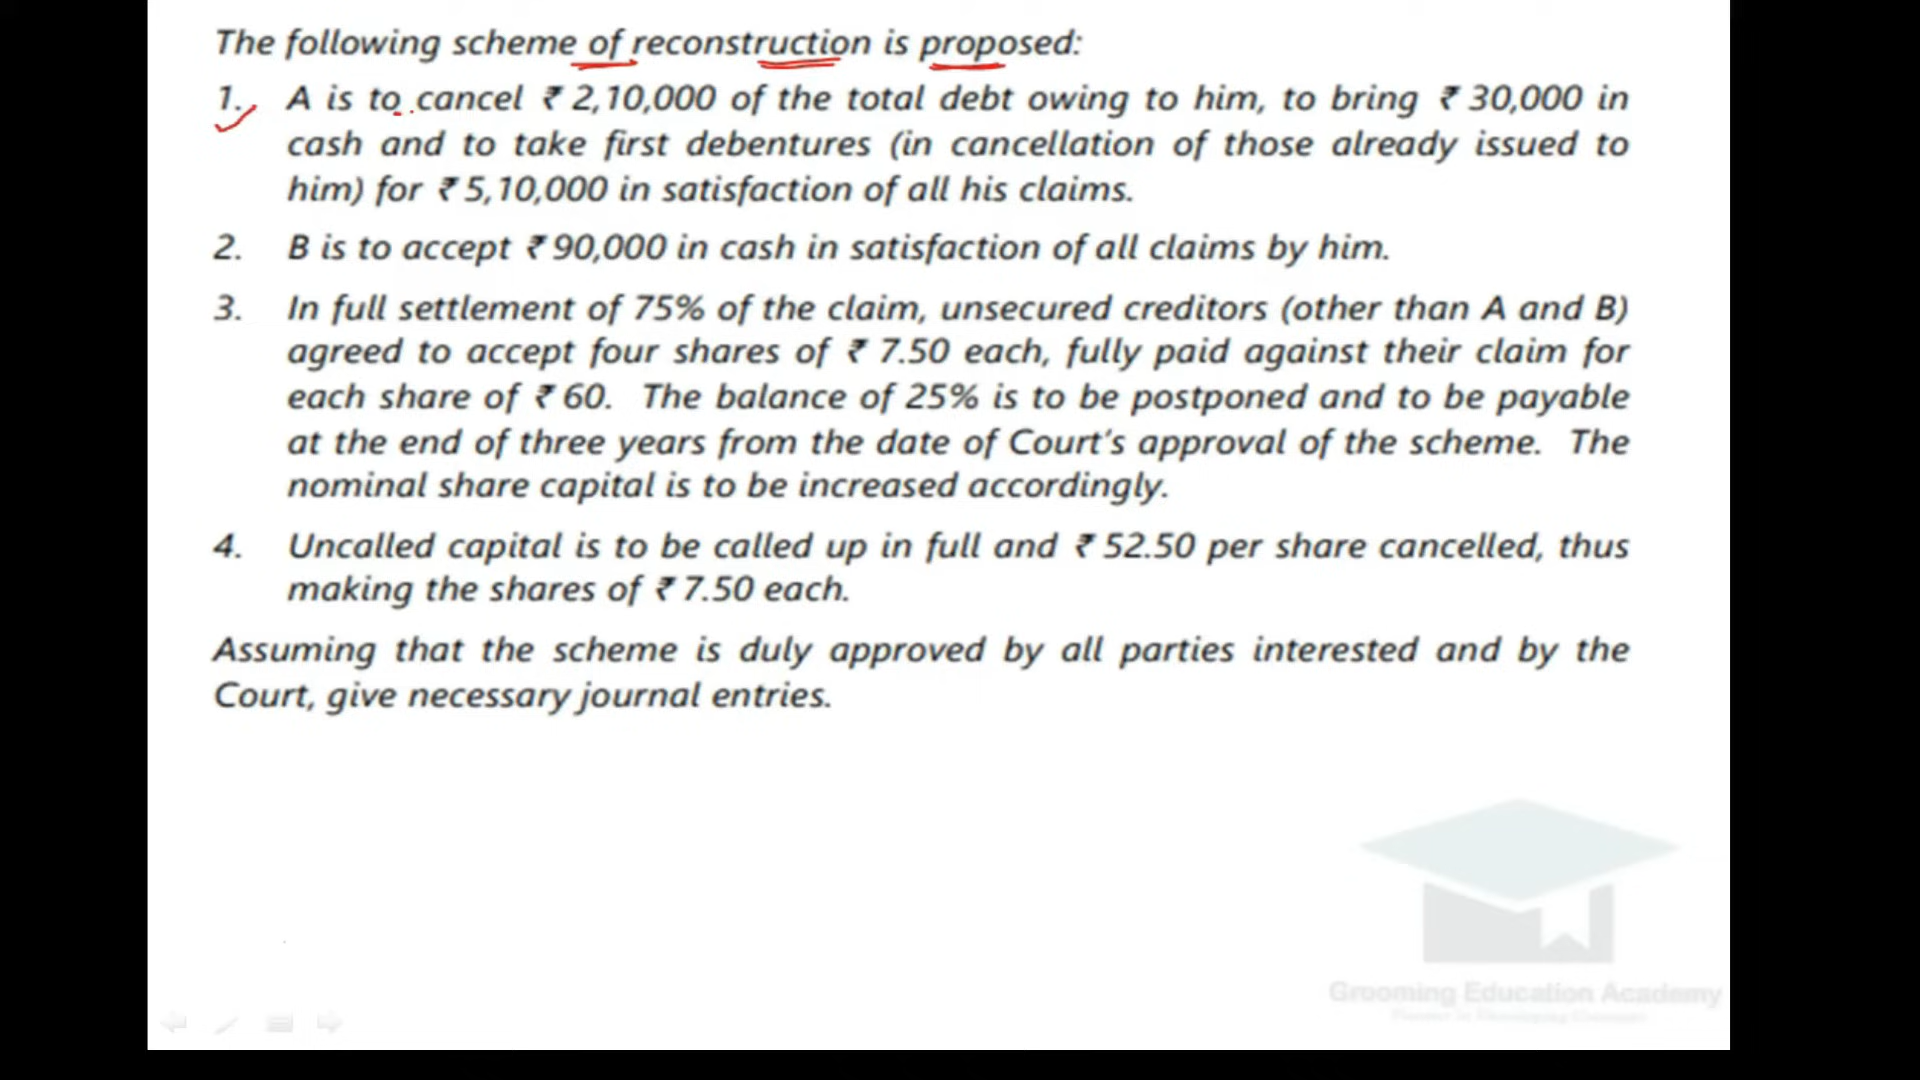 The following scheme of reconstruction is proposed:
1. A is to cancel ₹ 2,10,000 of the total debt owing to him, to bring ₹ 30,000 in
cash and to take first debentures (in cancellation of those already issued to
him) for ₹ 5,10,000 in satisfaction of all his claims.
2. B is to accept ₹ 90,000 in cash in satisfaction of all claims by him.
3. In full settlement of 75% of the claim, unsecured creditors (other than A and B)
agreed to accept four shares of ₹ 7.50 each, fully paid against their claim for
each share of ₹ 60. The balance of 25% is to be postponed and to be payable
at the end of three years from the date of Court's approval of the scheme. The
nominal share capital is to be increased accordingly.
4. Uncalled capital is to be called up in full and ₹ 52.50 per share cancelled, thus
making the shares of ₹ 7.50 each.
Assuming that the scheme is duly approved by all parties interested and by the
Court, give necessary journal entries.
Grooming Education Academy